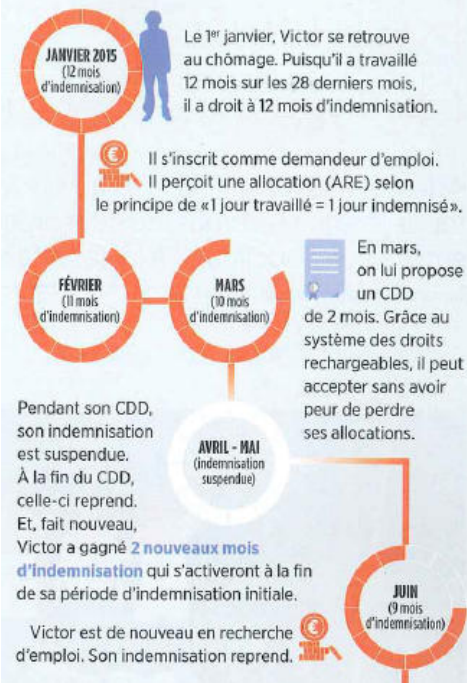 JANVIER 2015
(12 mois
d'indemnisation)
Le 1er janvier, Victor se retrouve
au chômage. Puisqu'il a travaillé
12 mois sur les 28 derniers mois,
il a droit à 12 mois d'indemnisation.
€
Il s'inscrit comme demandeur d'emploi.
Il perçoit une allocation (ARE) selon
le principe de «1 jour travaillé = 1 jour indemnisé».
FÉVRIER
(11 mois
d'indemnisation)
MARS
(10 mois
d'indemnisation)
En mars,
on lui propose
un CDD
de 2 mois. Grâce au
système des droits
rechargeables, il peut
accepter sans avoir
peur de perdre
ses allocations.
Pendant son CDD,
son indemnisation
est suspendue.
À la fin du CDD,
celle-ci reprend.
Et, fait nouveau,
Victor a gagné 2 nouveaux mois
d'indemnisation qui s'activeront à la fin
de sa période d'indemnisation initiale.
AVRIL - MAI
(indemnisation
suspendue)
JUIN
(9 mois
d'indemnisation)
Victor est de nouveau en recherche
d'emploi. Son indemnisation reprend.
€